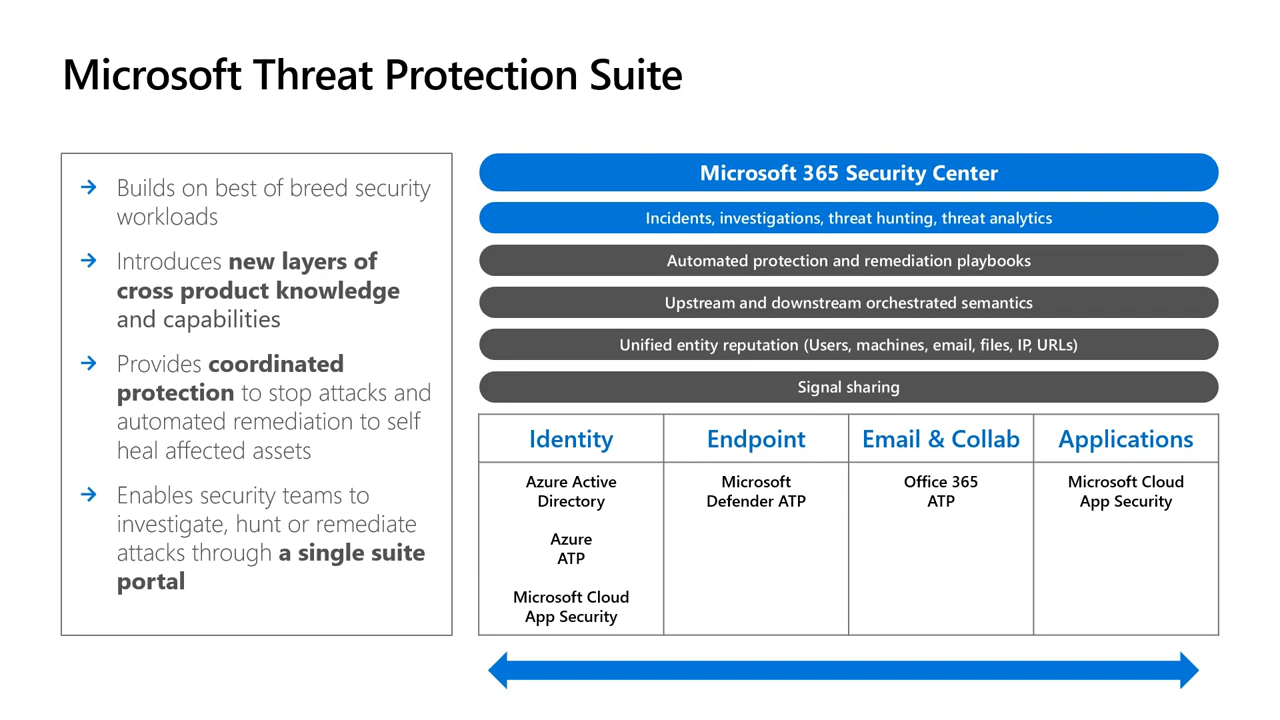 Microsoft Threat Protection Suite
Builds on best of breed security
workloads
Introduces new layers of
cross product knowledge
and capabilities
Provides coordinated
protection to stop attacks and
automated remediation to self
heal affected assets
Enables security teams to
investigate, hunt or remediate
attacks through a single suite
portal
Microsoft 365 Security Center
Incidents, investigations, threat hunting, threat analytics
Automated protection and remediation playbooks
Upstream and downstream orchestrated semantics
Unified entity reputation (Users, machines, email, files, IP, URLs)
Signal sharing
Identity
Azure Active
Directory
Azure
ATP
Microsoft Cloud
App Security
Endpoint
Microsoft
Defender ATP
Email & Collab
Office 365
ATP
Applications
Microsoft Cloud
App Security